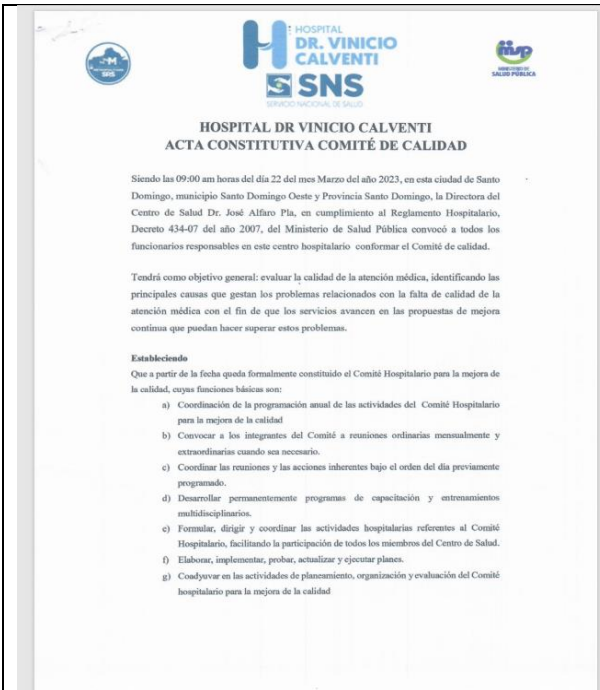 HOSPITAL
DR. VINICIO
CALVENTI
SNS
SERVICIO NACIONAL DE SALUD
SRS
msp
MINISTERIO DE
SALUD PÚBLICA
HOSPITAL DR VINICIO CALVENTI
ACTA CONSTITUTIVA COMITÉ DE CALIDAD
Siendo las 09:00 am horas del día 22 del mes Marzo del año 2023, en esta ciudad de Santo
Domingo, municipio Santo Domingo Oeste y Provincia Santo Domingo, la Directora del
Centro de Salud Dr. José Alfaro Pla, en cumplimiento al Reglamento Hospitalario,
Decreto 434-07 del año 2007, del Ministerio de Salud Pública convocó a todos los
funcionarios responsables en este centro hospitalario conformar el Comité de calidad.
Tendrá como objetivo general: evaluar la calidad de la atención médica, identificando las
principales causas que gestan los problemas relacionados con la falta de calidad de la
atención médica con el fin de que los servicios avancen en las propuestas de mejora
continua que puedan hacer superar estos problemas.
Estableciendo
Que a partir de la fecha queda formalmente constituido el Comité Hospitalario para la mejora de
la calidad, cuyas funciones básicas son:
a) Coordinación de la programación anual de las actividades del Comité Hospitalario
para la mejora de la calidad
b) Convocar a los integrantes del Comité a reuniones ordinarias mensualmente y
extraordinarias cuando sea necesario.
c) Coordinar las reuniones y las acciones inherentes bajo el orden del día previamente
programado.
d) Desarrollar permanentemente programas de capacitación y entrenamientos
multidisciplinarios.
e) Formular, dirigir y coordinar las actividades hospitalarias referentes al Comité
Hospitalario, facilitando la participación de todos los miembros del Centro de Salud.
f) Elaborar, implementar, probar, actualizar y ejecutar planes.
g) Coadyuvar en las actividades de planeamiento, organización y evaluación del Comité
hospitalario para la mejora de la calidad